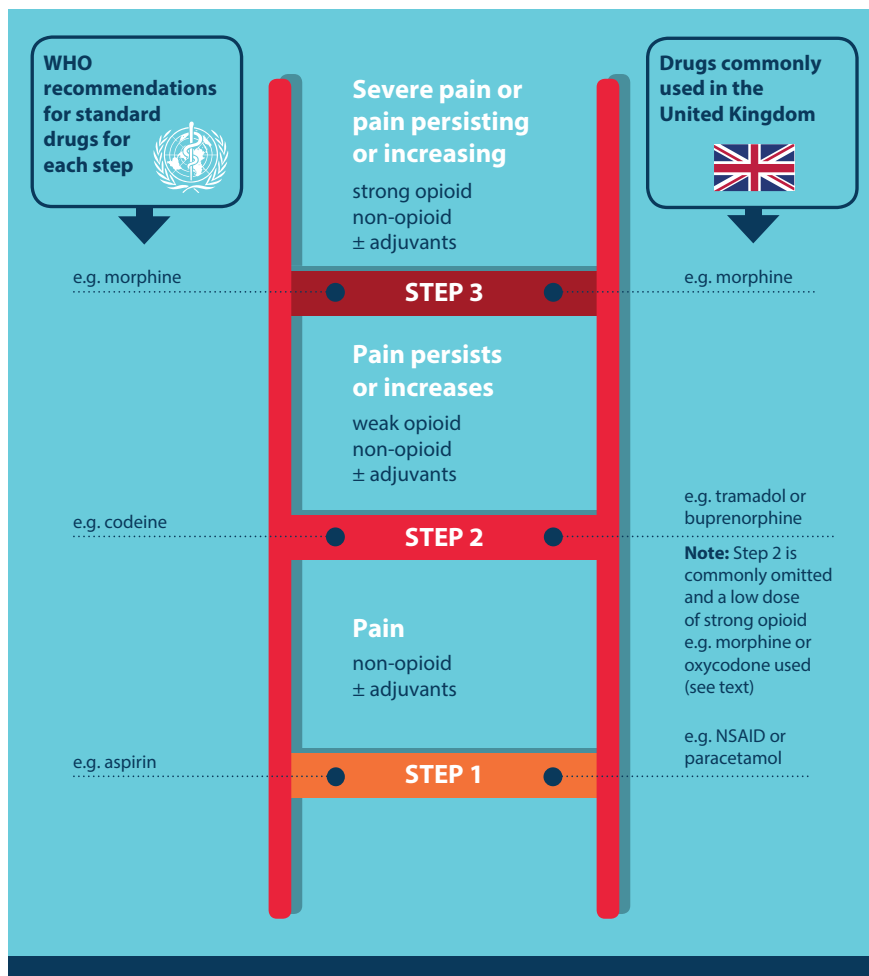 WHO
recommendations
for standard
drugs for
each step
Drugs commonly
used in the
United Kingdom
Severe pain or
pain persisting
or increasing
strong opioid
non-opioid
± adjuvants
e.g. morphine
STEP 3
e.g. morphine
Pain persists
or increases
weak opioid
non-opioid
± adjuvants
e.g. codeine
STEP 2
e.g. tramadol or
buprenorphine
Note: Step 2 is
commonly omitted
and a low dose
of strong opioid
e.g. morphine or
oxycodone used
(see text)
Pain
non-opioid
± adjuvants
e.g. aspirin
STEP 1
e.g. NSAID or
paracetamol